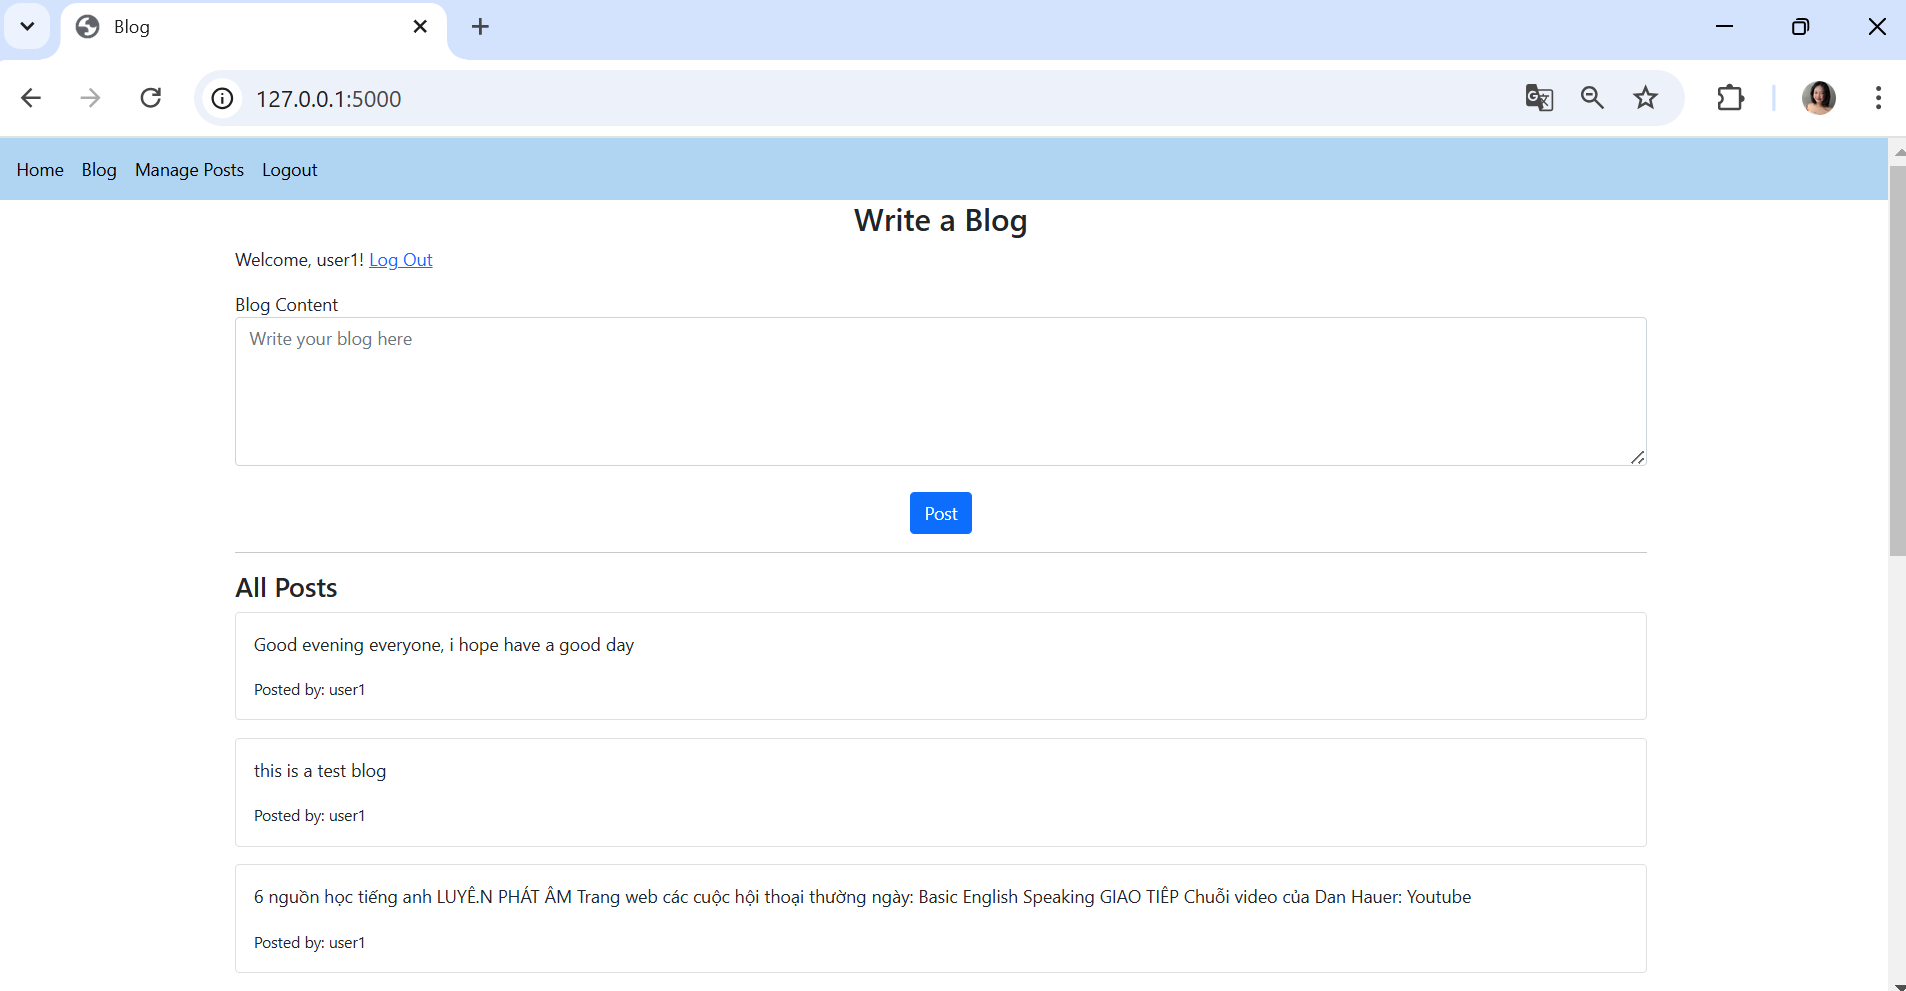 Blog
127.0.0.1:5000
Home Blog Manage Posts Logout
Write a Blog
Welcome, user1! Log Out
Blog Content
Write your blog here
Post
All Posts
Good evening everyone, i hope have a good day
Posted by: user1
this is a test blog
Posted by: user1
6 nguồn học tiếng anh LUYÊ.N PHÁT ÂM Trang web các cuộc hội thoại thường ngày: Basic English Speaking GIAO TIẾP Chuỗi video của Dan Hauer: Youtube
Posted by: user1